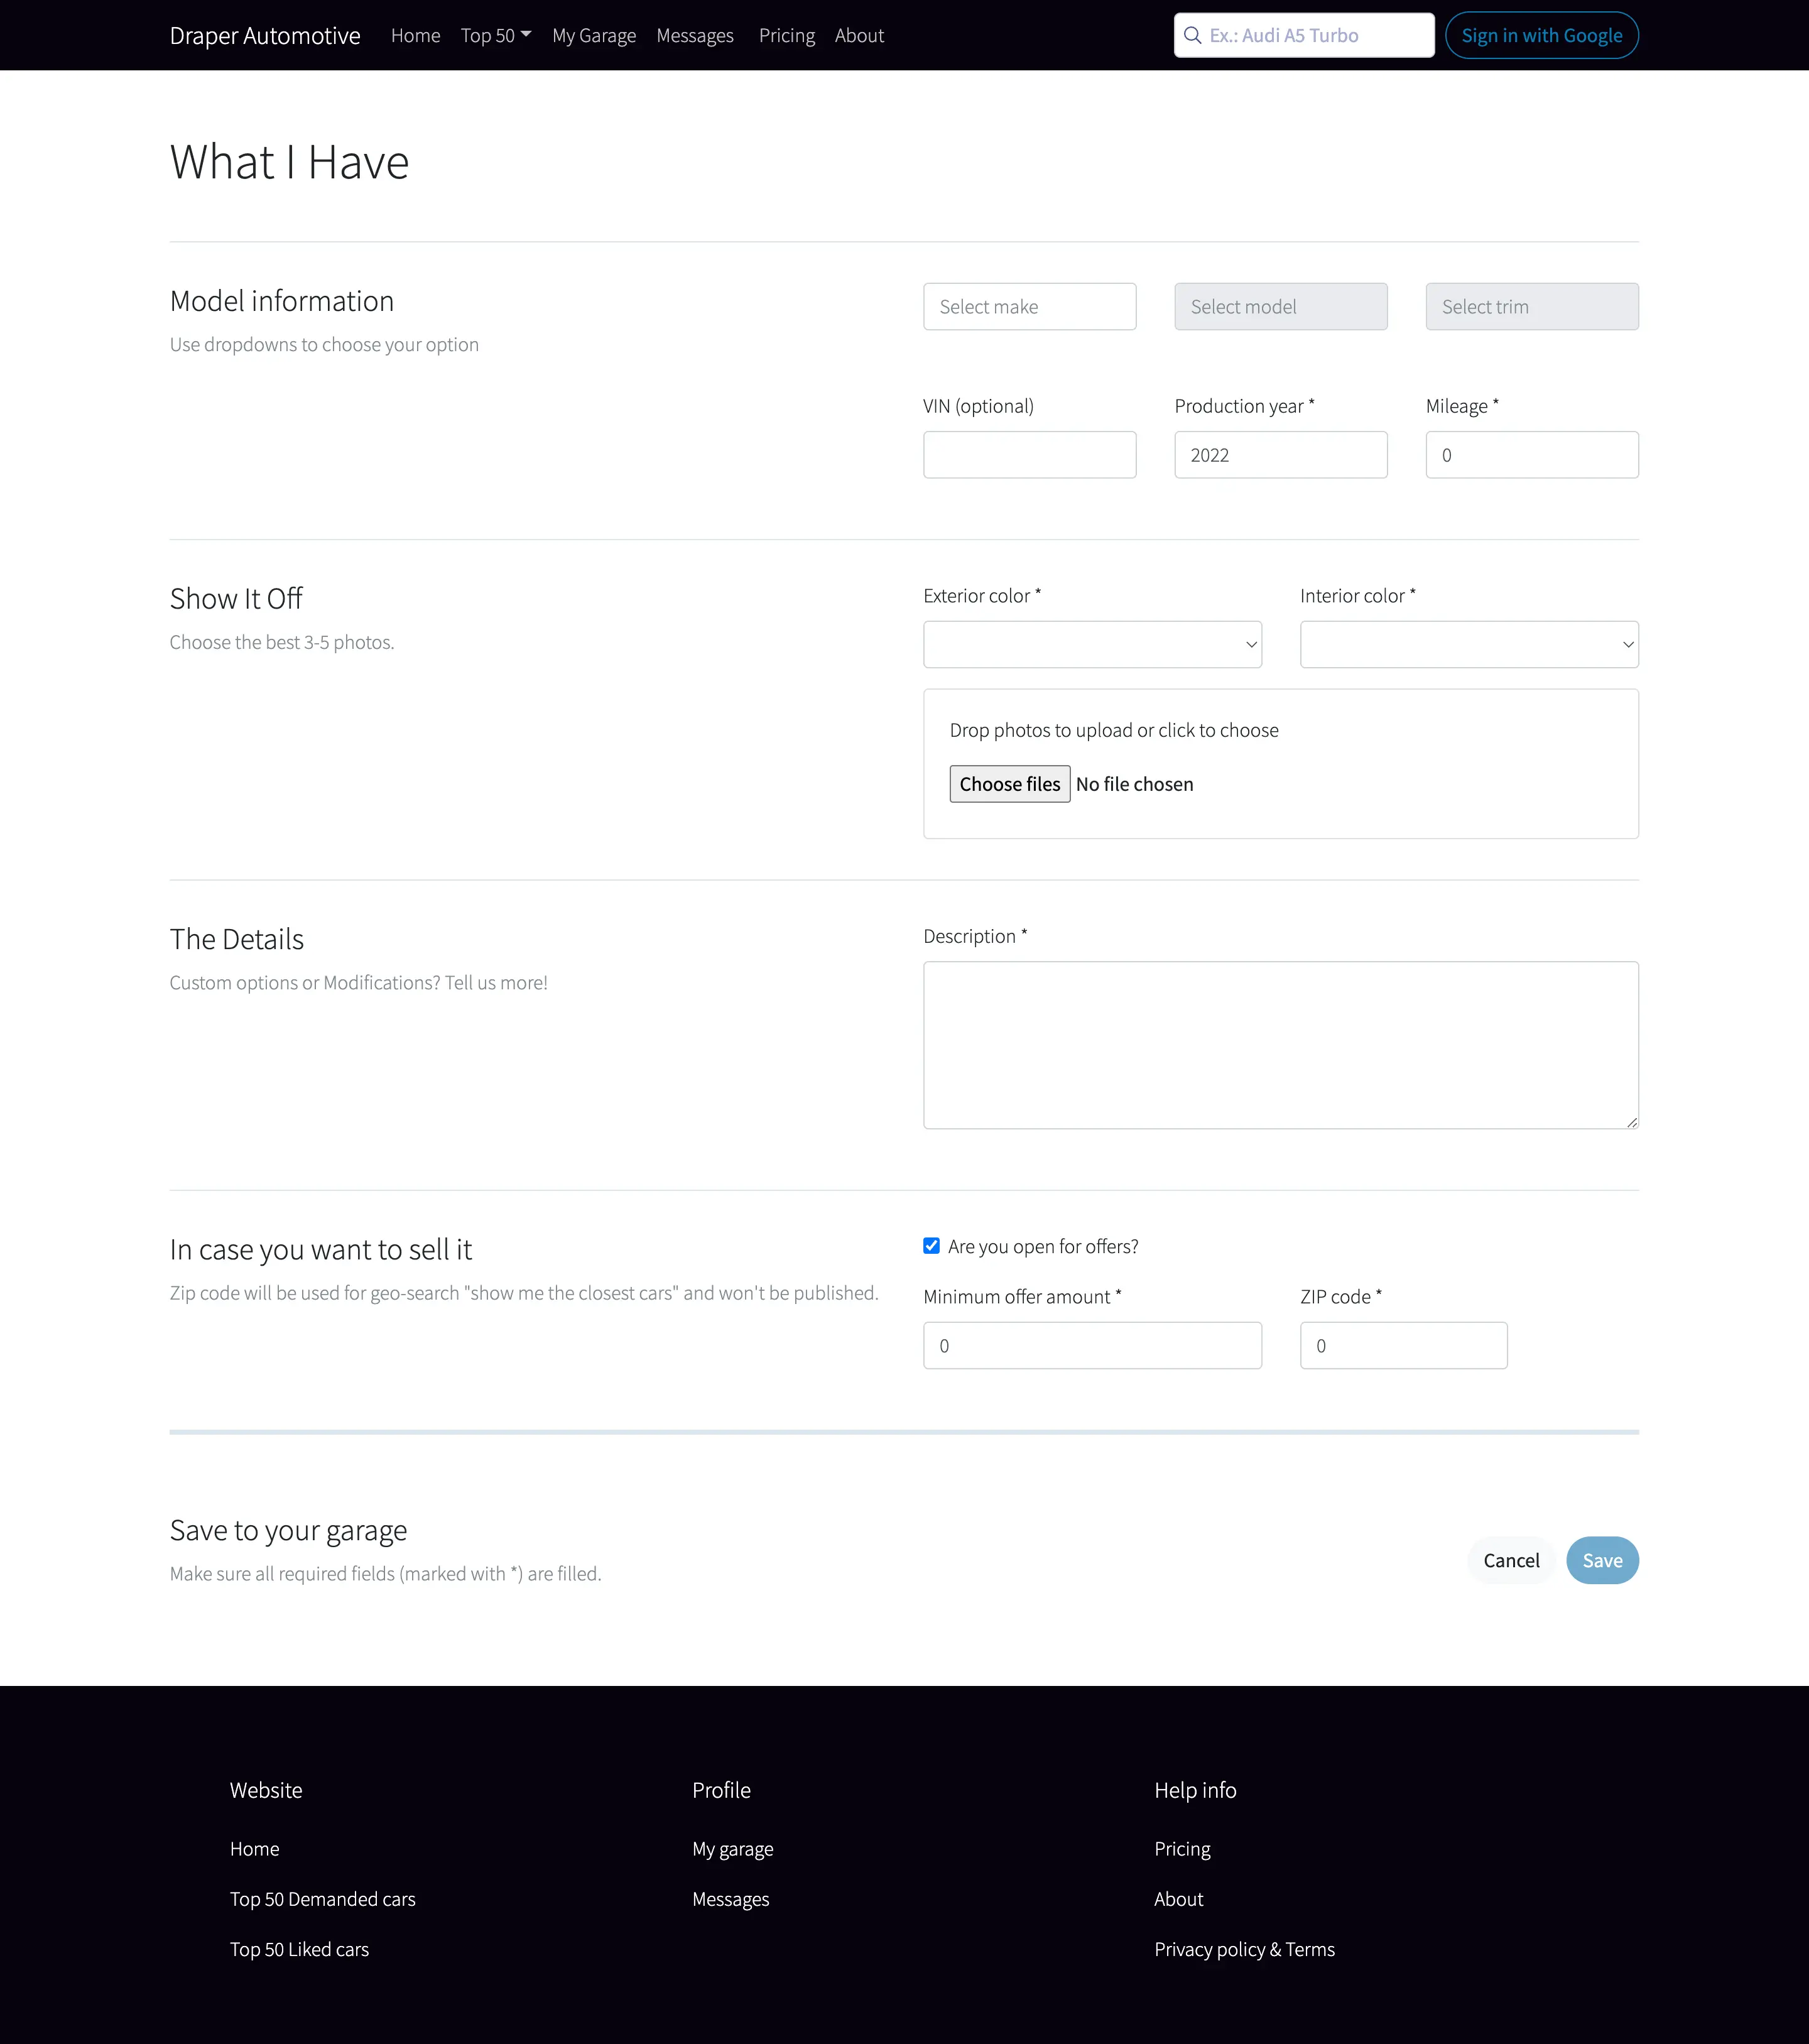 Draper Automotive
Home
Top 50
My Garage
Messages
Pricing
About
Ex.: Audi A5 Turbo
Sign in with Google
What I Have
Model information
Use dropdowns to choose your option
Select make
Select model
Select trim
VIN (optional)
Production year *
Mileage *
2022
0
Show It Off
Choose the best 3-5 photos.
Exterior color *
Interior color *
Drop photos to upload or click to choose
Choose files No file chosen
The Details
Custom options or Modifications? Tell us more!
Description *
In case you want to sell it
Zip code will be used for geo-search "show me the closest cars" and won't be published.
Are you open for offers?
Minimum offer amount *
ZIP code *
0
0
Save to your garage
Make sure all required fields (marked with *) are filled.
Cancel
Save
Website
Home
Top 50 Demanded cars
Top 50 Liked cars
Profile
My garage
Messages
Help info
Pricing
About
Privacy policy & Terms